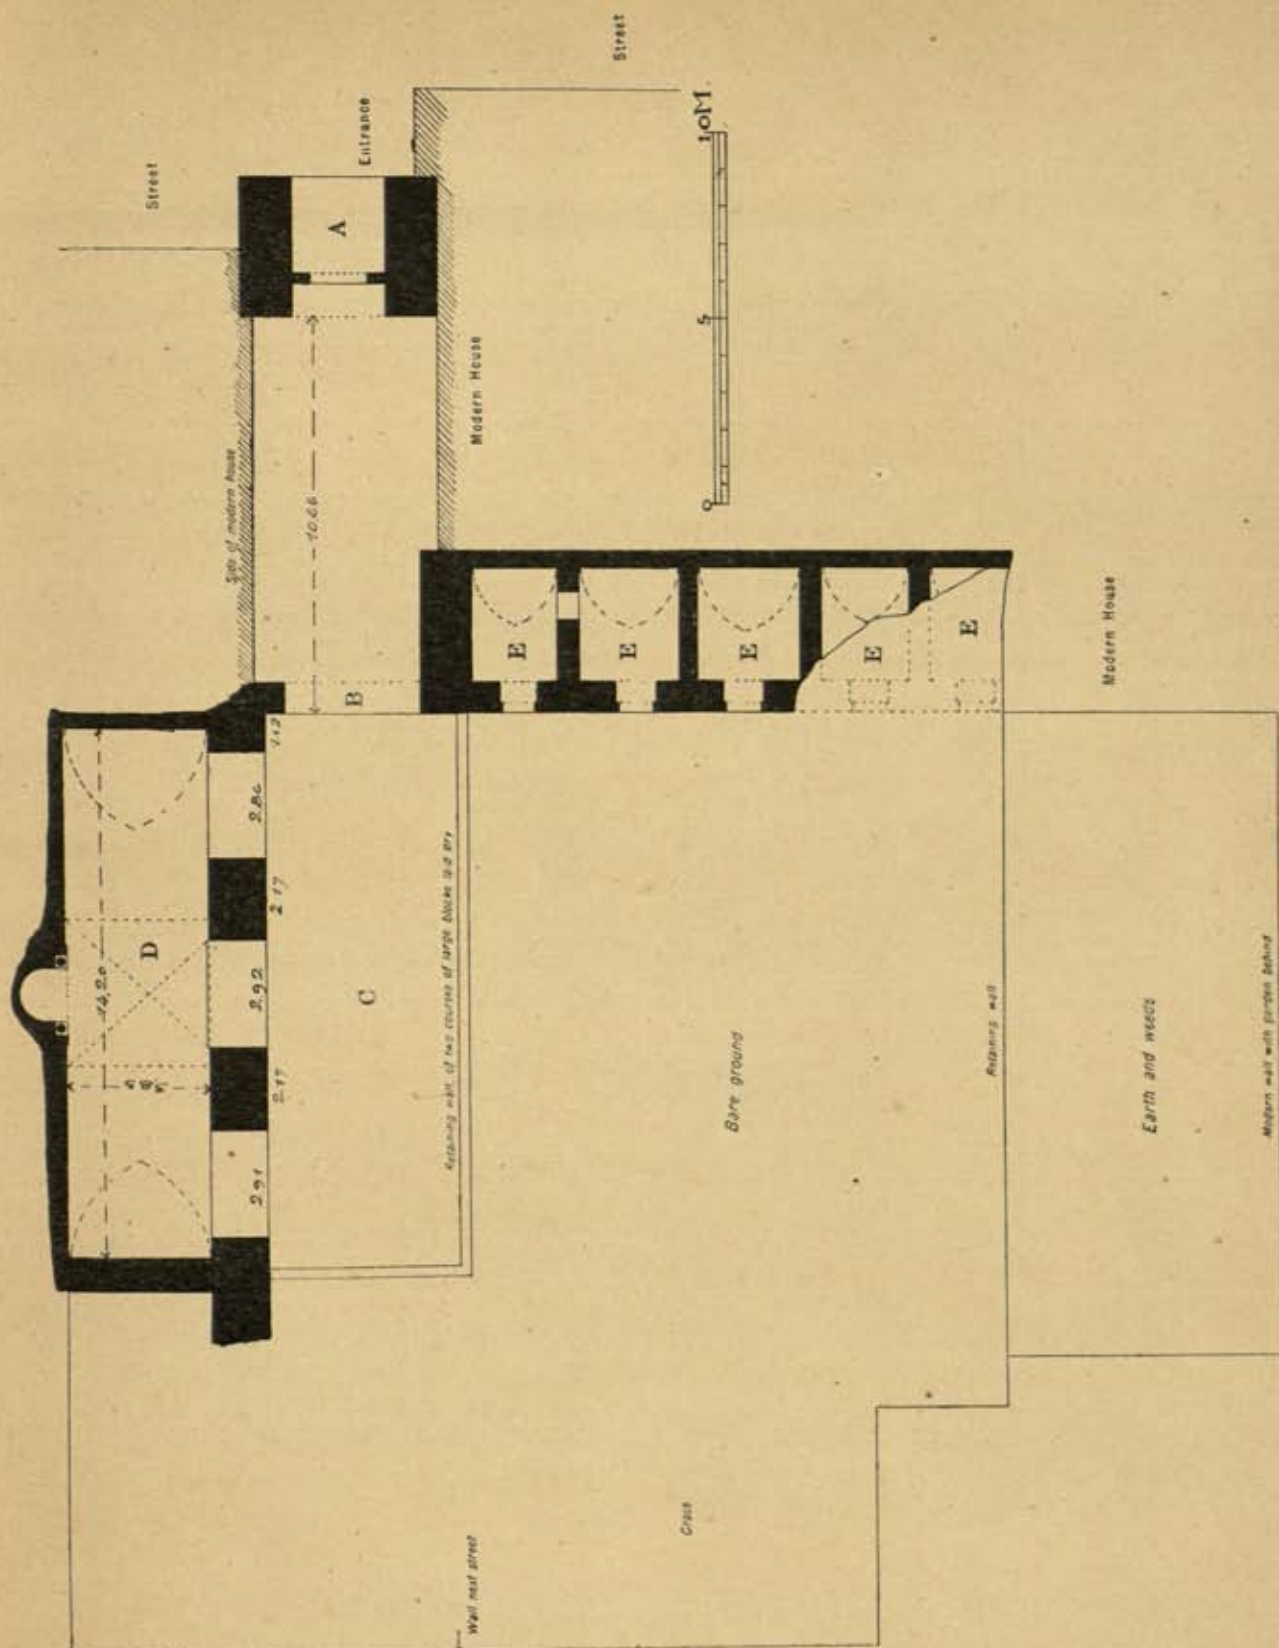 Street
Street
Entrance
A
10M.
5
0
Side of modern house
10.66
Modern House
B
E
E
E
E
E
Modern House
1.12
2.86
2.17
2.92
2.17
2.91
14,20
D
C
Retaining wall, of two courses of large blocks laid dry
Bare ground
Retaining wall
Earth and weeds
Modern wall with garden behind
Wall next street
Grass